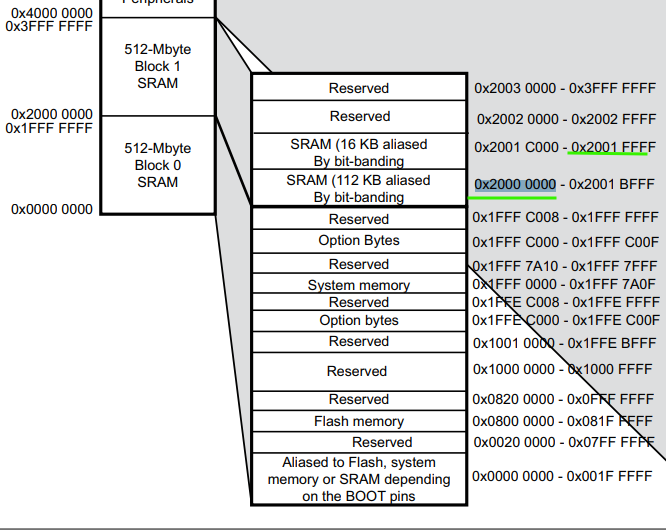 Peripherals
0x4000 0000
0x3FFF FFFF
512-Mbyte
Block 1
SRAM
0x2000 0000
0x1FFF FFFF
512-Mbyte
Block 0
SRAM
0x0000 0000
Reserved 0x2003 0000 - 0x3FFF FFFF
Reserved 0x2002 0000 - 0x2002 FFFF
SRAM (16 KB aliased
By bit-banding 0x2001 C000 - 0x2001 FFFF
SRAM (112 KB aliased
By bit-banding 0x2000 0000 - 0x2001 BFFF
Reserved 0x1FFF C008 - 0x1FFF FFFF
Option Bytes 0x1FFF C000 - 0x1FFF C00F
Reserved 0x1FFF 7A10 - 0x1FFF 7FFF
System memory 0x1FFF 0000 - 0x1FFF 7A0F
Reserved 0x1FFE C008 - 0x1FFE FFFF
Option bytes 0x1FFE C000 - 0x1FFE C00F
Reserved 0x1001 0000 - 0x1FFE BFFF
Reserved 0x1000 0000 - 0x1000 FFFF
Reserved 0x0820 0000 - 0x0FFF FFFF
Flash memory 0x0800 0000 - 0x081F FFFF
Reserved 0x0020 0000 - 0x07FF FFFF
Aliased to Flash, system
memory or SRAM depending
on the BOOT pins 0x0000 0000 - 0x001F FFFF